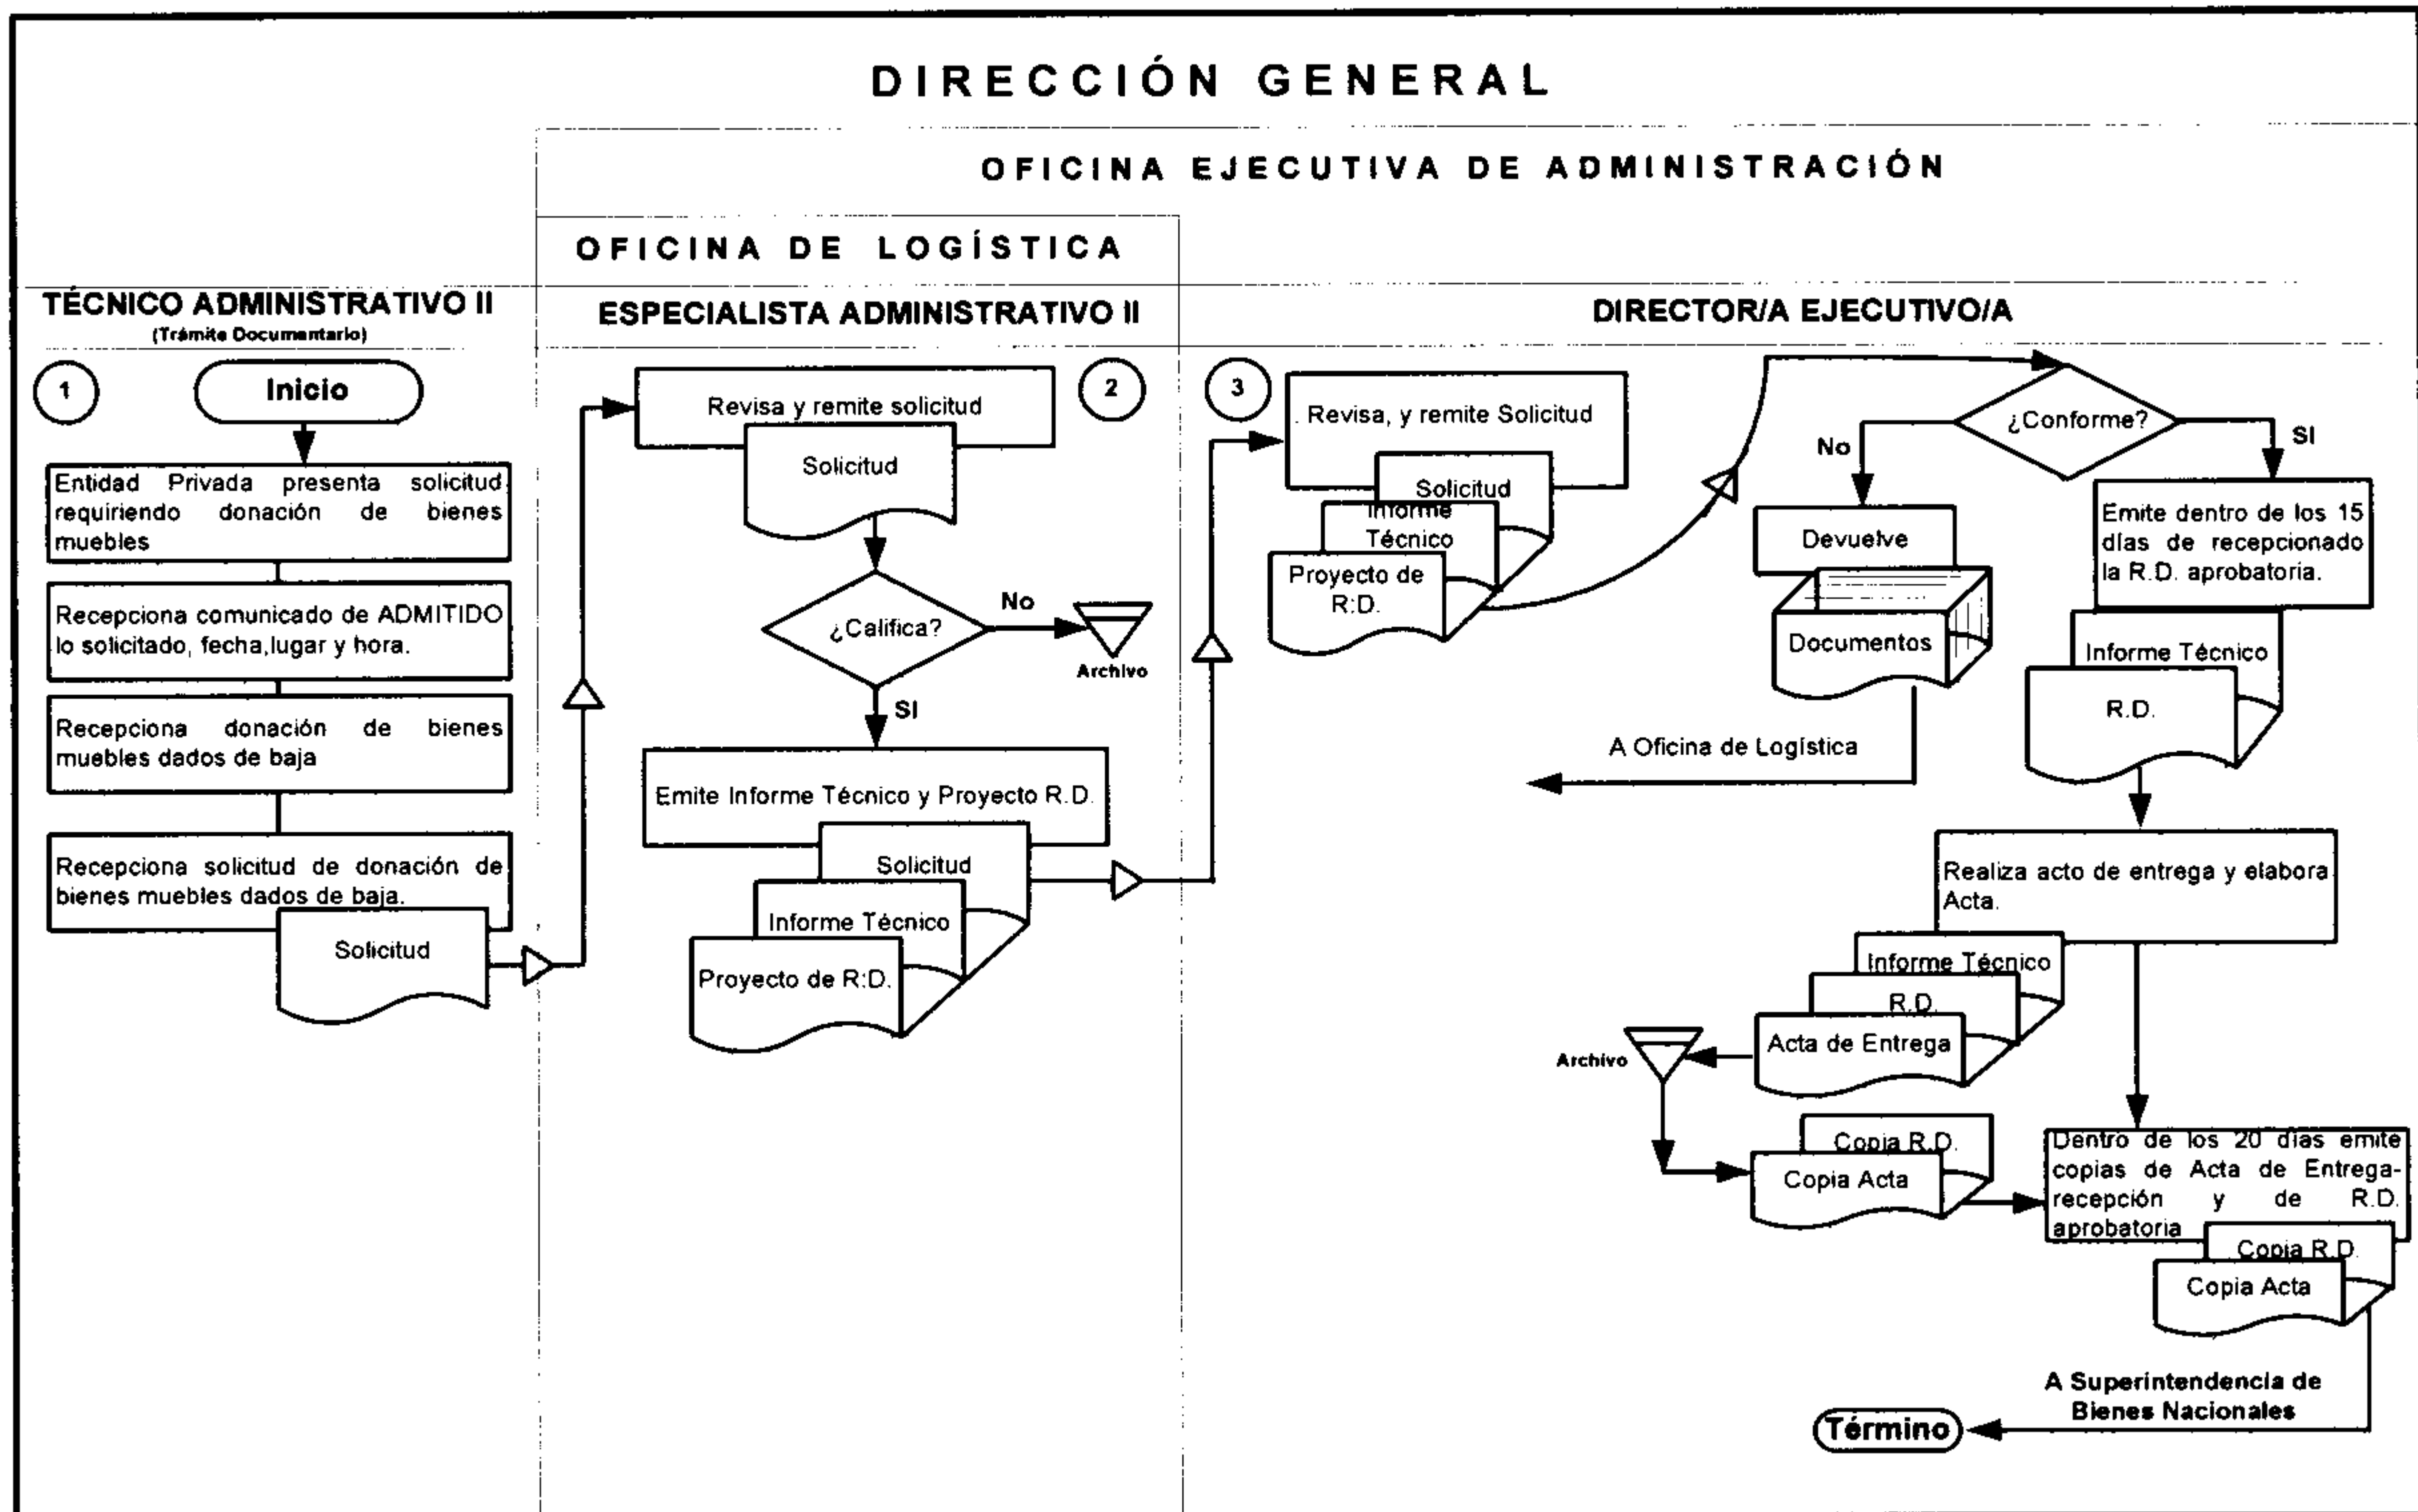 DIRECCIÓN GENERAL
OFICINA EJECUTIVA DE ADMINISTRACIÓN
OFICINA DE LOGÍSTICA
TÉCNICO ADMINISTRATIVO II
(Trámite Documentario)
ESPECIALISTA ADMINISTRATIVO II
DIRECTOR/A EJECUTIVO/A
1
Inicio
Entidad Privada presenta solicitud
requiriendo donación de bienes
muebles
Recepciona comunicado de ADMITIDO
lo solicitado, fecha,lugar y hora.
Recepciona donación de bienes
muebles dados de baja
Recepciona solicitud de donación de
bienes muebles dados de baja.
Solicitud
2
Revisa y remite solicitud
Solicitud
¿Califica?
No
Archivo
SI
Emite Informe Técnico y Proyecto R.D.
Solicitud
Informe Técnico
Proyecto de R:D.
3
Revisa, y remite Solicitud
Solicitud
Informe
Técnico
Proyecto de
R:D.
¿Conforme?
No
SI
Devuelve
Documentos
A Oficina de Logística
Emite dentro de los 15
días de recepcionado
la R.D. aprobatoria.
Informe Técnico
R.D.
Realiza acto de entrega y elabora
Acta.
Informe Técnico
R.D.
Acta de Entrega
Archivo
Copia R.D.
Copia Acta
Dentro de los 20 días emite
copias de Acta de Entrega-
recepción y de R.D.
aprobatoria
Copia R.D.
Copia Acta
A Superintendencia de
Bienes Nacionales
Término